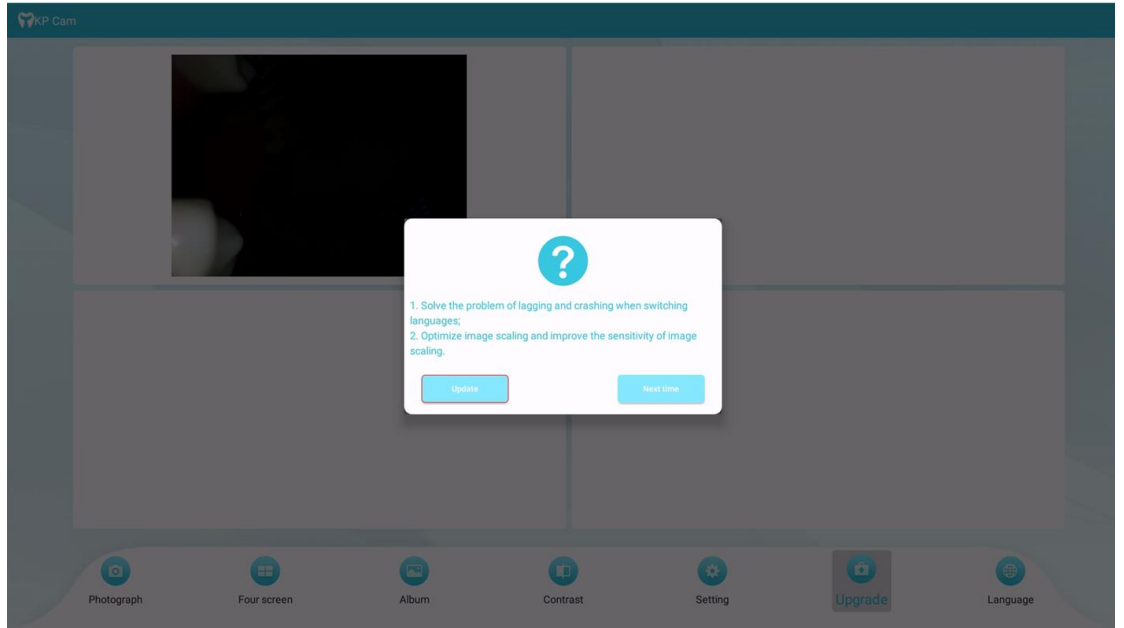 KP Cam
1. Solve the problem of lagging and crashing when switching
languages;
2. Optimize image scaling and improve the sensitivity of image
scaling.
Update
Next time
Photograph
Four screen
Album
Contrast
Setting
Upgrade
Language